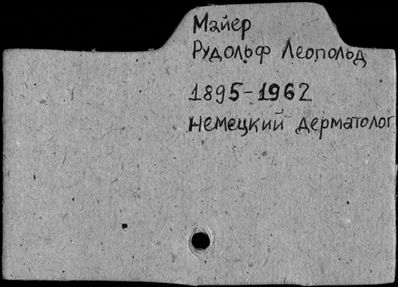 Майер
Рудольф Леопольд
1895-1962
немецкий дерматолог